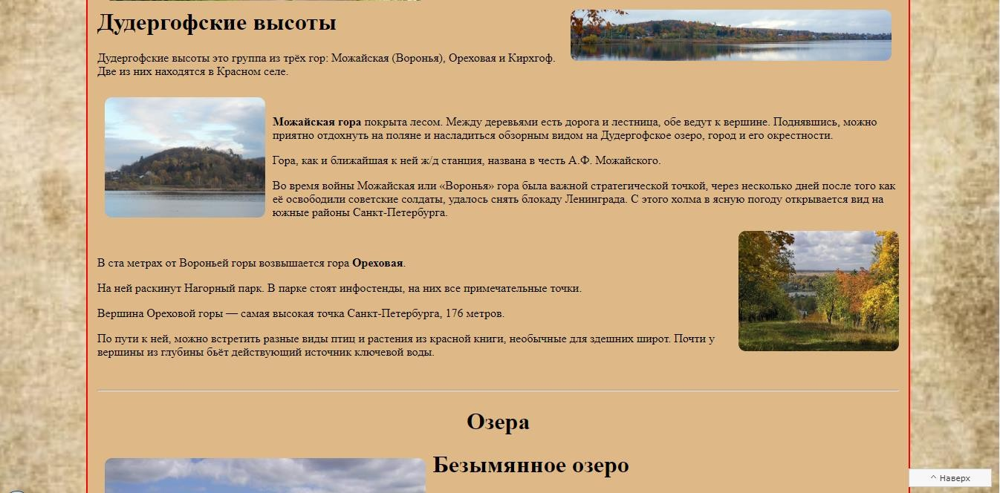 Дудергофские высоты
Дудергофские высоты это группа из трёх гор: Можайская (Воронья), Ореховая и Кирхгоф.
Две из них находятся в Красном селе.
Можайская гора покрыта лесом. Между деревьями есть дорога и лестница, обе ведут к вершине. Поднявшись, можно
приятно отдохнуть на поляне и насладиться обзорным видом на Дудергофское озеро, город и его окрестности.
Гора, как и ближайшая к ней ж/д станция, названа в честь А.Ф. Можайского.
Во время войны Можайская или «Воронья» гора была важной стратегической точкой, через несколько дней после того как
её освободили советские солдаты, удалось снять блокаду Ленинграда. С этого холма в ясную погоду открывается вид на
южные районы Санкт-Петербурга.
В ста метрах от Вороньей горы возвышается гора Ореховая.
На ней раскинут Нагорный парк. В парке стоят инфостенды, на них все примечательные точки.
Вершина Ореховой горы — самая высокая точка Санкт-Петербурга, 176 метров.
По пути к ней, можно встретить разные виды птиц и растения из красной книги, необычные для здешних широт. Почти у
вершины из глубины бьёт действующий источник ключевой воды.
Озера
Безымянное озеро
^ Наверх